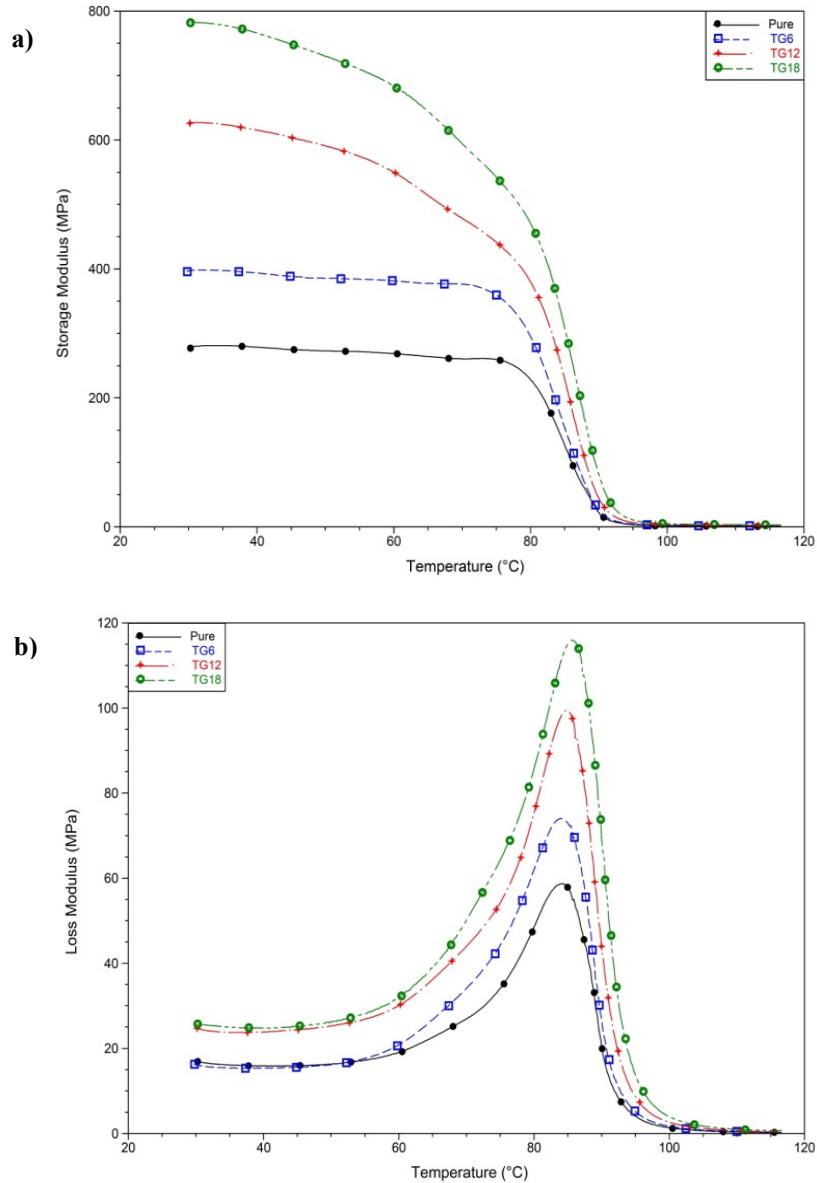 a)
800
600
400
200
0
Storage Modulus (MPa)
20
40
60
80
100
120
Temperature (°C)
Pure
TG6
TG12
TG18
b)
120
100
80
60
40
20
0
Loss Modulus (MPa)
20
40
60
80
100
120
Temperature (°C)
Pure
TG6
TG12
TG18